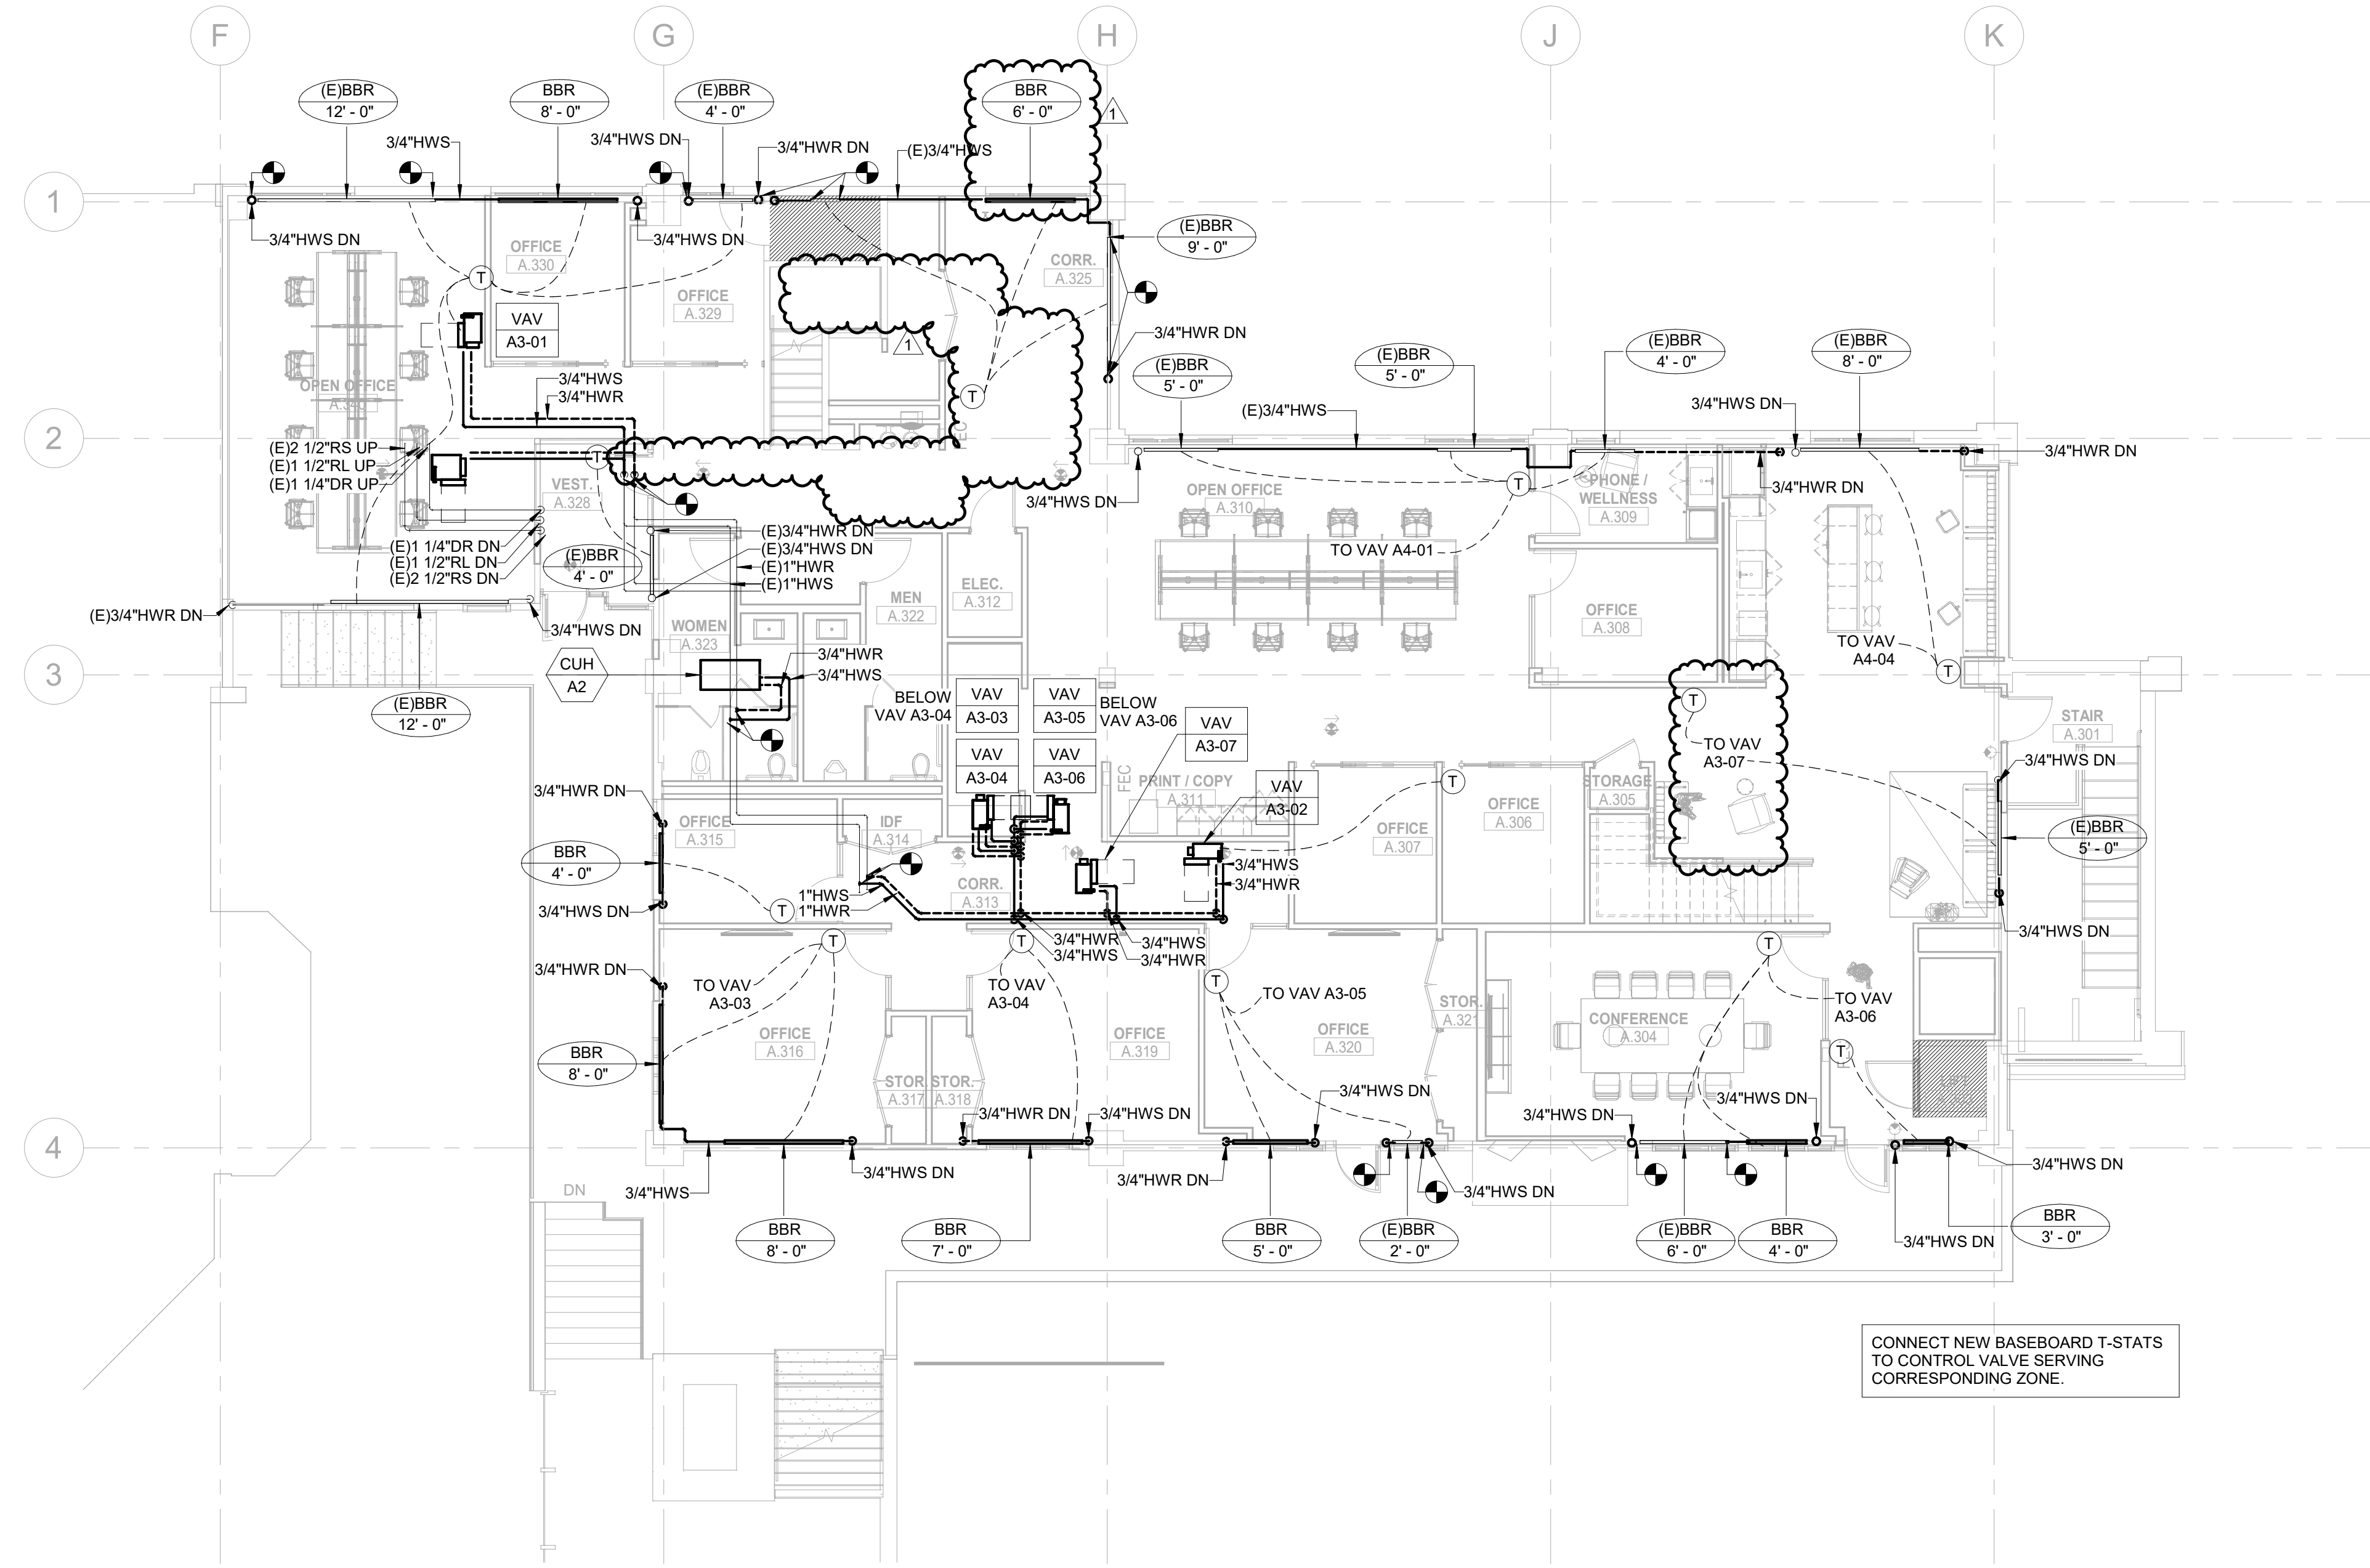 F
G
H
J
K
(E)BBR
12' - 0"
BBR
8' - 0"
(E)BBR
4' - 0"
BBR
6' - 0"
1
3/4"HWS
3/4"HWS DN
3/4"HWR DN
(E)3/4"HWS
1
3/4"HWS DN
3/4"HWS DN
OFFICE
A.330
OFFICE
A.329
CORR.
A.325
(E)BBR
9' - 0"
T
VAV
A3-01
1
3/4"HWR DN
(E)BBR
5' - 0"
(E)BBR
5' - 0"
(E)BBR
4' - 0"
(E)BBR
8' - 0"
OPEN OFFICE
3/4"HWS
3/4"HWR
T
(E)3/4"HWS
3/4"HWS DN
2
(E)2 1/2"RS UP
(E)1 1/2"RL UP
(E)1 1/4"DR UP
T
VEST.
A.328
3/4"HWR DN
3/4"HWS DN
OPEN OFFICE
A.310
T
PHONE /
WELLNESS
A.309
3/4"HWR DN
(E)1 1/4"DR DN
(E)1 1/2"RL DN
(E)2 1/2"RS DN
(E)BBR
4' - 0"
(E)3/4"HWR DN
(E)3/4"HWS DN
(E)1"HWR
(E)1"HWS
TO VAV A4-01
ELEC.
A.312
MEN
A.322
OFFICE
A.308
(E)3/4"HWR DN
3/4"HWS DN
WOMEN
A.323
TO VAV
A4-04
T
3
CUH
A2
3/4"HWR
3/4"HWS
(E)BBR
12' - 0"
BELOW
VAV A3-04
VAV
A3-03
VAV
A3-05
BELOW
VAV A3-06
VAV
A3-04
VAV
A3-06
VAV
A3-07
T
TO VAV
A3-07
STAIR
A.301
3/4"HWS DN
FEC
PRINT / COPY
A.311
VAV
A3-02
T
STORAGE
A.305
3/4"HWR DN
OFFICE
A.315
IDF
A.314
OFFICE
A.307
OFFICE
A.306
(E)BBR
5' - 0"
BBR
4' - 0"
3/4"HWS DN
T
1"HWS
1"HWR
CORR.
A.313
3/4"HWS
3/4"HWR
3/4"HWR
3/4"HWS
3/4"HWS
3/4"HWR
3/4"HWS DN
3/4"HWR DN
T
TO VAV
A3-03
T
TO VAV
A3-04
T
TO VAV A3-05
T
TO VAV
A3-06
OFFICE
A.316
OFFICE
A.319
OFFICE
A.320
STOR.
A.321
CONFERENCE
A.304
T
BBR
8' - 0"
STOR.
A.317
STOR.
A.318
3/4"HWR DN
3/4"HWS DN
3/4"HWS DN
3/4"HWS DN
3/4"HWS DN
4
3/4"HWS
3/4"HWS DN
3/4"HWR DN
3/4"HWS DN
3/4"HWS DN
DN
BBR
8' - 0"
BBR
7' - 0"
BBR
5' - 0"
(E)BBR
2' - 0"
(E)BBR
6' - 0"
BBR
4' - 0"
3/4"HWS DN
BBR
3' - 0"
CONNECT NEW BASEBOARD T-STATS
TO CONTROL VALVE SERVING
CORRESPONDING ZONE.